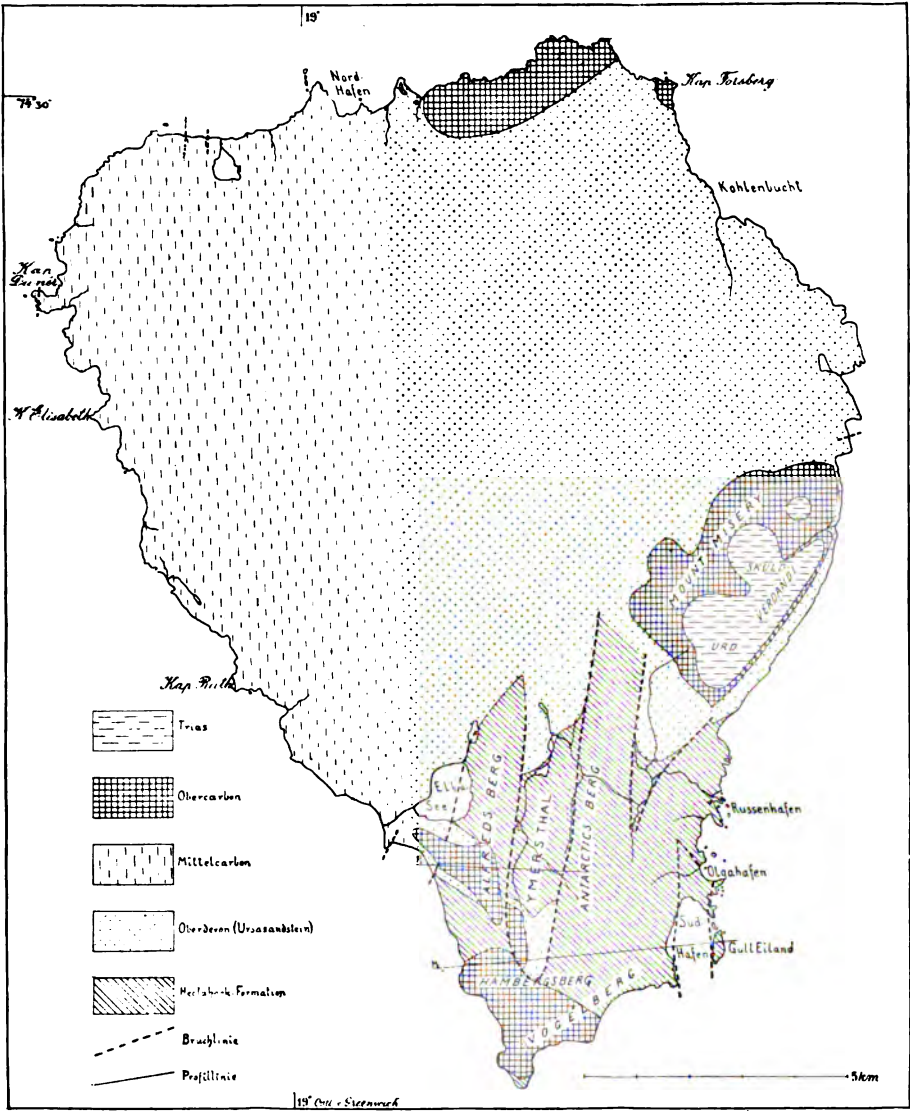 19°
Nord-
Hafen
Kap Forsberg
74°30'
Kohlenbucht
Kap
Dunér
K Elisabeth
MOUNT MISERY
SKULD
VERDANDI
URD
Kap Ruth
Trias
Ella
See
ALFREDS BERG
YMERSTHAL
ANTARCTICS BERG
Russenhafen
Obercarbon
Olgahafen
Mittelcarbon
Süd
Hafen
Gull Eiland
Oberdevon (Ursasandstein)
HAMBERGSBERG
VOGELBERG
Heclahook-Formation
Bruchlinie
Profillinie
5km
19° Östl. v Greenwich